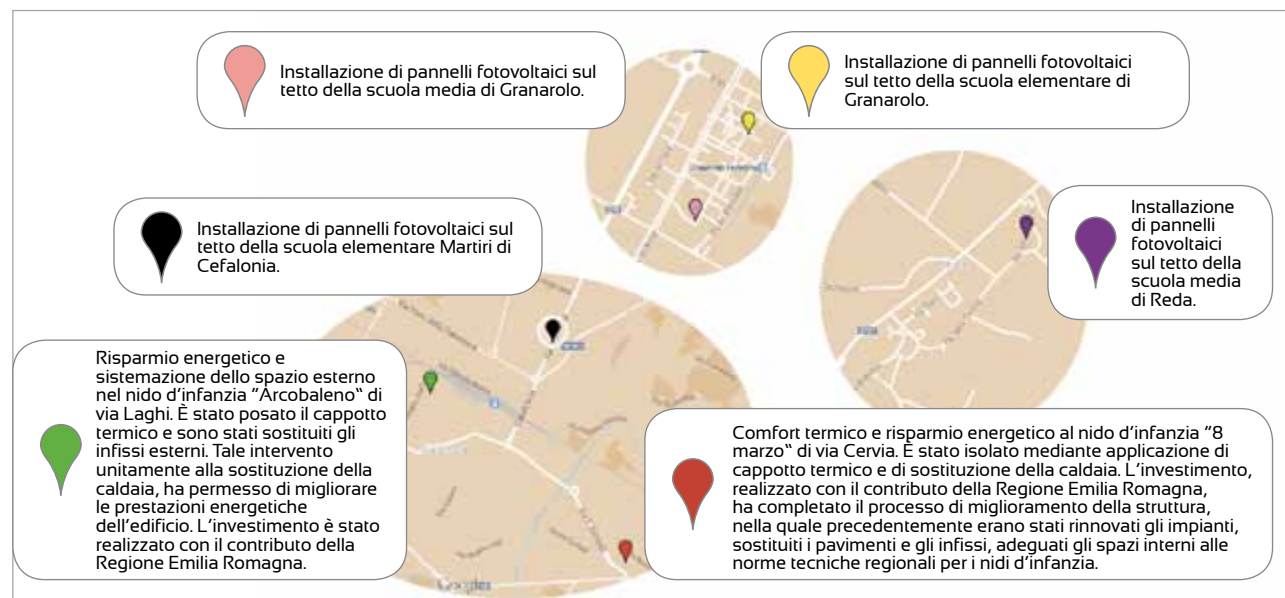 Installazione di pannelli fotovoltaici sul
tetto della scuola media di Granarolo.
Installazione di pannelli fotovoltaici
sul tetto della scuola elementare di
Granarolo.
Installazione di pannelli fotovoltaici sul
tetto della scuola elementare Martiri di
Cefalonia.
Installazione
di pannelli
fotovoltaici
sul tetto della
scuola media
di Reda.
Risparmio energetico e
sistemazione dello spazio esterno
nel nido d'infanzia "Arcobaleno" di
via Laghi. È stato posato il cappotto
termico e sono stati sostituiti gli
infissi esterni. Tale intervento
unitamente alla sostituzione della
caldaia, ha permesso di migliorare
le prestazioni energetiche
dell'edificio. L'investimento è stato
realizzato con il contributo della
Regione Emilia Romagna.
Comfort termico e risparmio energetico al nido d'infanzia "8
marzo" di via Cervia. È stato isolato mediante applicazione di
cappotto termico e di sostituzione della caldaia. L'investimento,
realizzato con il contributo della Regione Emilia Romagna,
ha completato il processo di miglioramento della struttura,
nella quale precedentemente erano stati rinnovati gli impianti,
sostituiti i pavimenti e gli infissi, adeguati gli spazi interni alle
norme tecniche regionali per i nidi d'infanzia.
Google